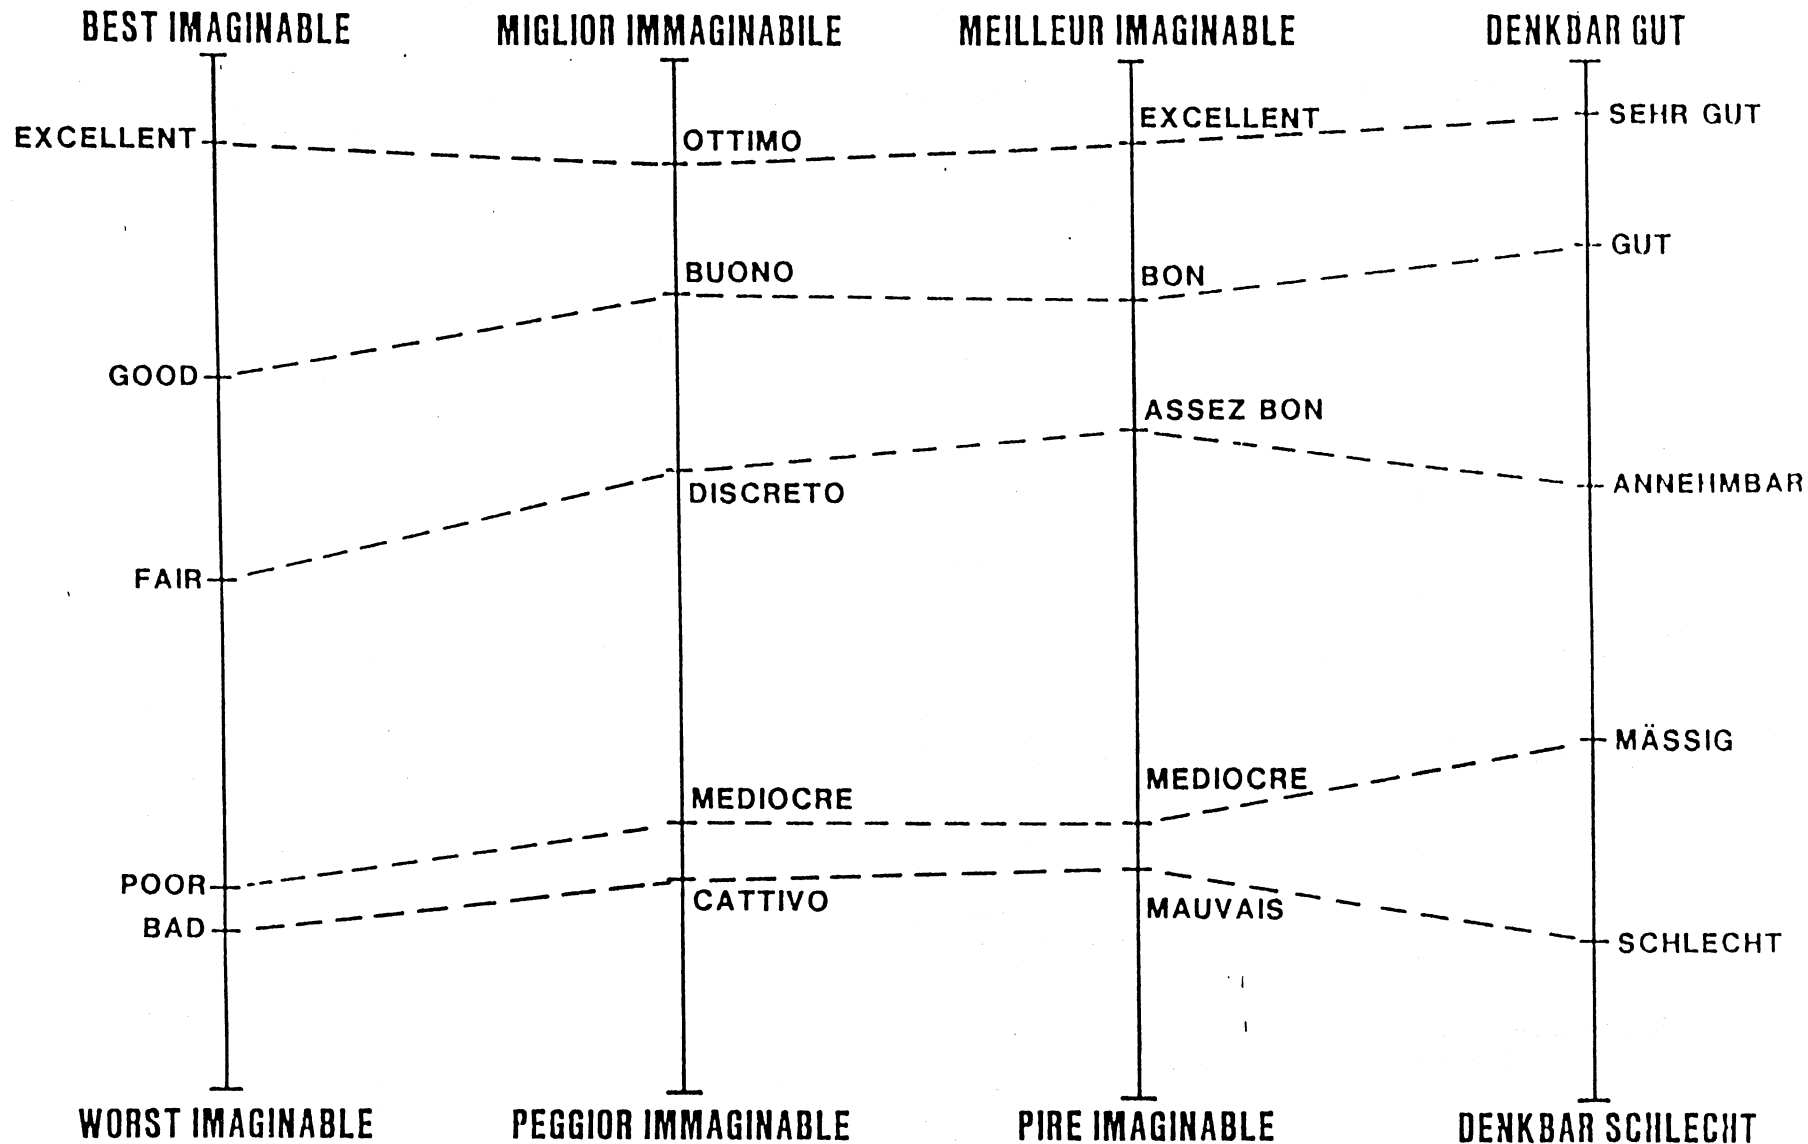 BEST IMAGINABLE
MIGLIOR IMMAGINABILE
MEILLEUR IMAGINABLE
DENKBAR GUT
EXCELLENT
OTTIMO
EXCELLENT
SEHR GUT
GOOD
BUONO
BON
GUT
FAIR
DISCRETO
ASSEZ BON
ANNEHMBAR
POOR
MEDIOCRE
MEDIOCRE
MÄSSIG
BAD
CATTIVO
MAUVAIS
SCHLECHT
WORST IMAGINABLE
PEGGIOR IMMAGINABLE
PIRE IMAGINABLE
DENKBAR SCHLECHT